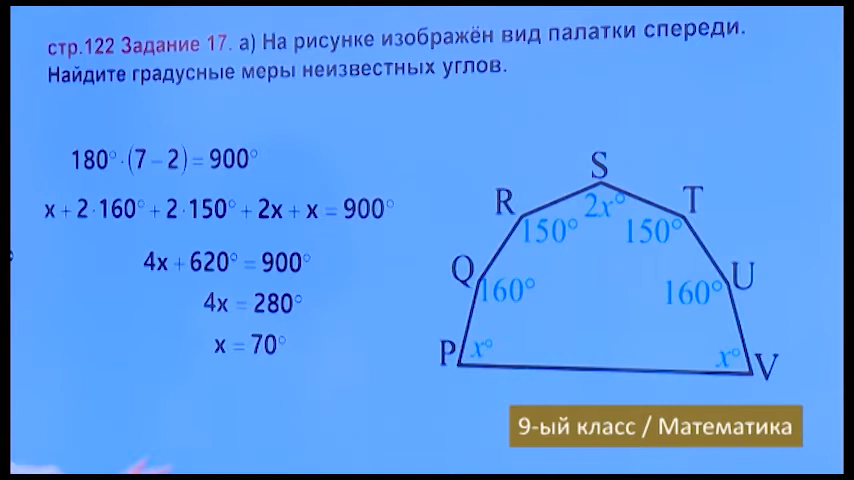 стр.122 Задание 17. а) На рисунке изображён вид палатки спереди.
Найдите градусные меры неизвестных углов.
180°·(7−2)=900°
x+2·160°+2·150°+2x+x=900°
4x+620°=900°
4x=280°
x=70°
S
R 2x° T
150° 150°
Q U
160° 160°
P x° x° V
9-ый класс / Математика